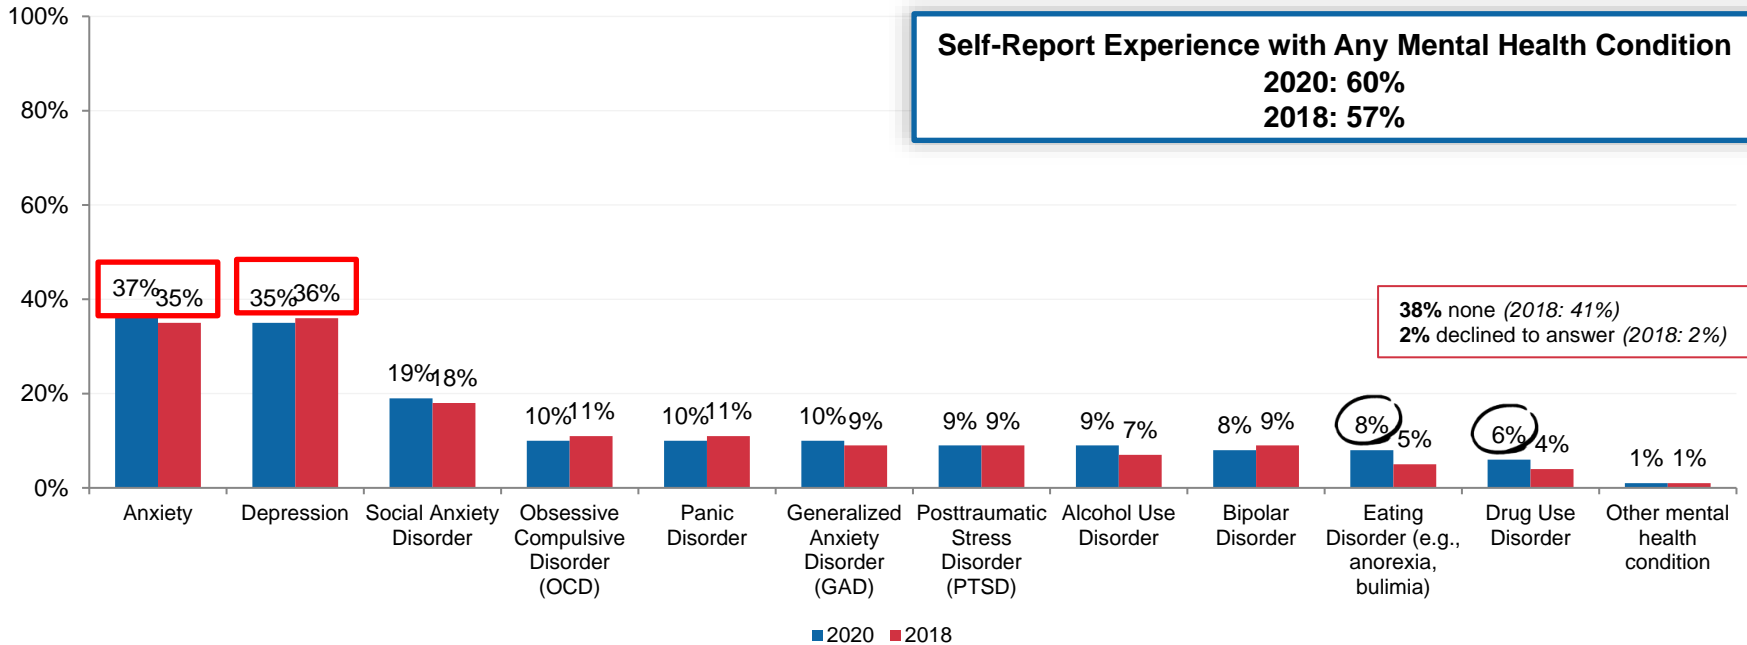 Self-Report Experience with Any Mental Health Condition
2020: 60%
2018: 57%
100%
80%
60%
40%
20%
0%
37% 35% 35% 36% 19% 18% 10% 11% 10% 11% 10% 9% 9% 9% 9% 7% 8% 9% 8% 5% 6% 4% 1% 1%
38% none (2018: 41%)
2% declined to answer (2018: 2%)
Anxiety
Depression
Social Anxiety
Disorder
Obsessive
Compulsive
Disorder
(OCD)
Panic
Disorder
Generalized
Anxiety
Disorder
(GAD)
Posttraumatic
Stress
Disorder
(PTSD)
Alcohol Use
Disorder
Bipolar
Disorder
Eating
Disorder (e.g.,
anorexia,
bulimia)
Drug Use
Disorder
Other mental
health
condition
2020 2018